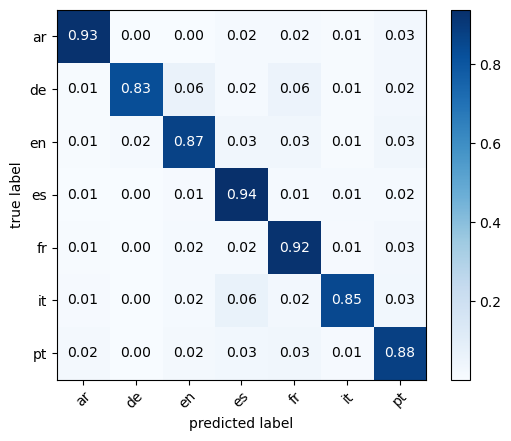 ar 0.93 0.00 0.00 0.02 0.02 0.01 0.03
de 0.01 0.83 0.06 0.02 0.06 0.01 0.02
en 0.01 0.02 0.87 0.03 0.03 0.01 0.03
es 0.01 0.00 0.01 0.94 0.01 0.01 0.02
fr 0.01 0.00 0.02 0.02 0.92 0.01 0.03
it 0.01 0.00 0.02 0.06 0.02 0.85 0.03
pt 0.02 0.00 0.02 0.03 0.03 0.01 0.88
ar de en es fr it pt
predicted label
true label
0.8
0.6
0.4
0.2